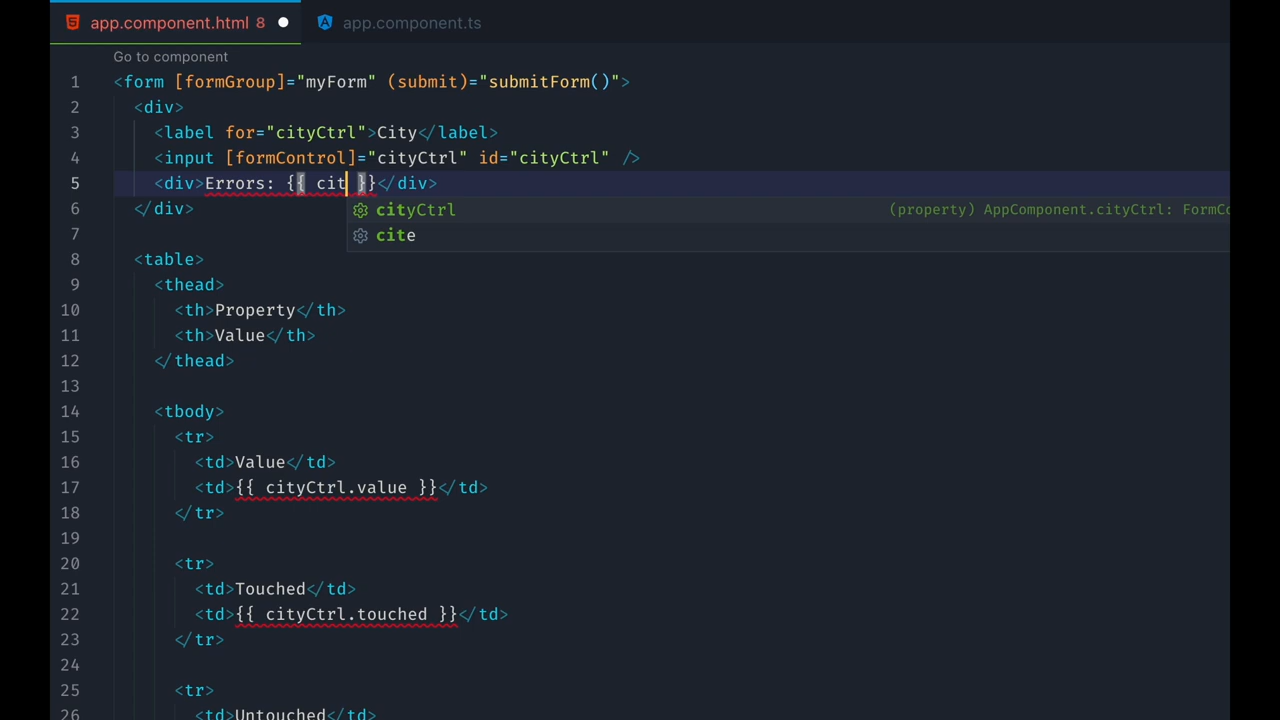 app.component.html 8 app.component.ts
Go to component
1 <form [formGroup]="myForm" (submit)="submitForm()">
2 <div>
3 <label for="cityCtrl">City</label>
4 <input [formControl]="cityCtrl" id="cityCtrl" />
5 <div>Errors: {{ cit }}</div>
6 </div>
cityCtrl (property) AppComponent.cityCtrl: FormCo
cite
7
8 <table>
9 <thead>
10 <th>Property</th>
11 <th>Value</th>
12 </thead>
13
14 <tbody>
15 <tr>
16 <td>Value</td>
17 <td>{{ cityCtrl.value }}</td>
18 </tr>
19
20 <tr>
21 <td>Touched</td>
22 <td>{{ cityCtrl.touched }}</td>
23 </tr>
24
25 <tr>
26 <td>Untouched</td>